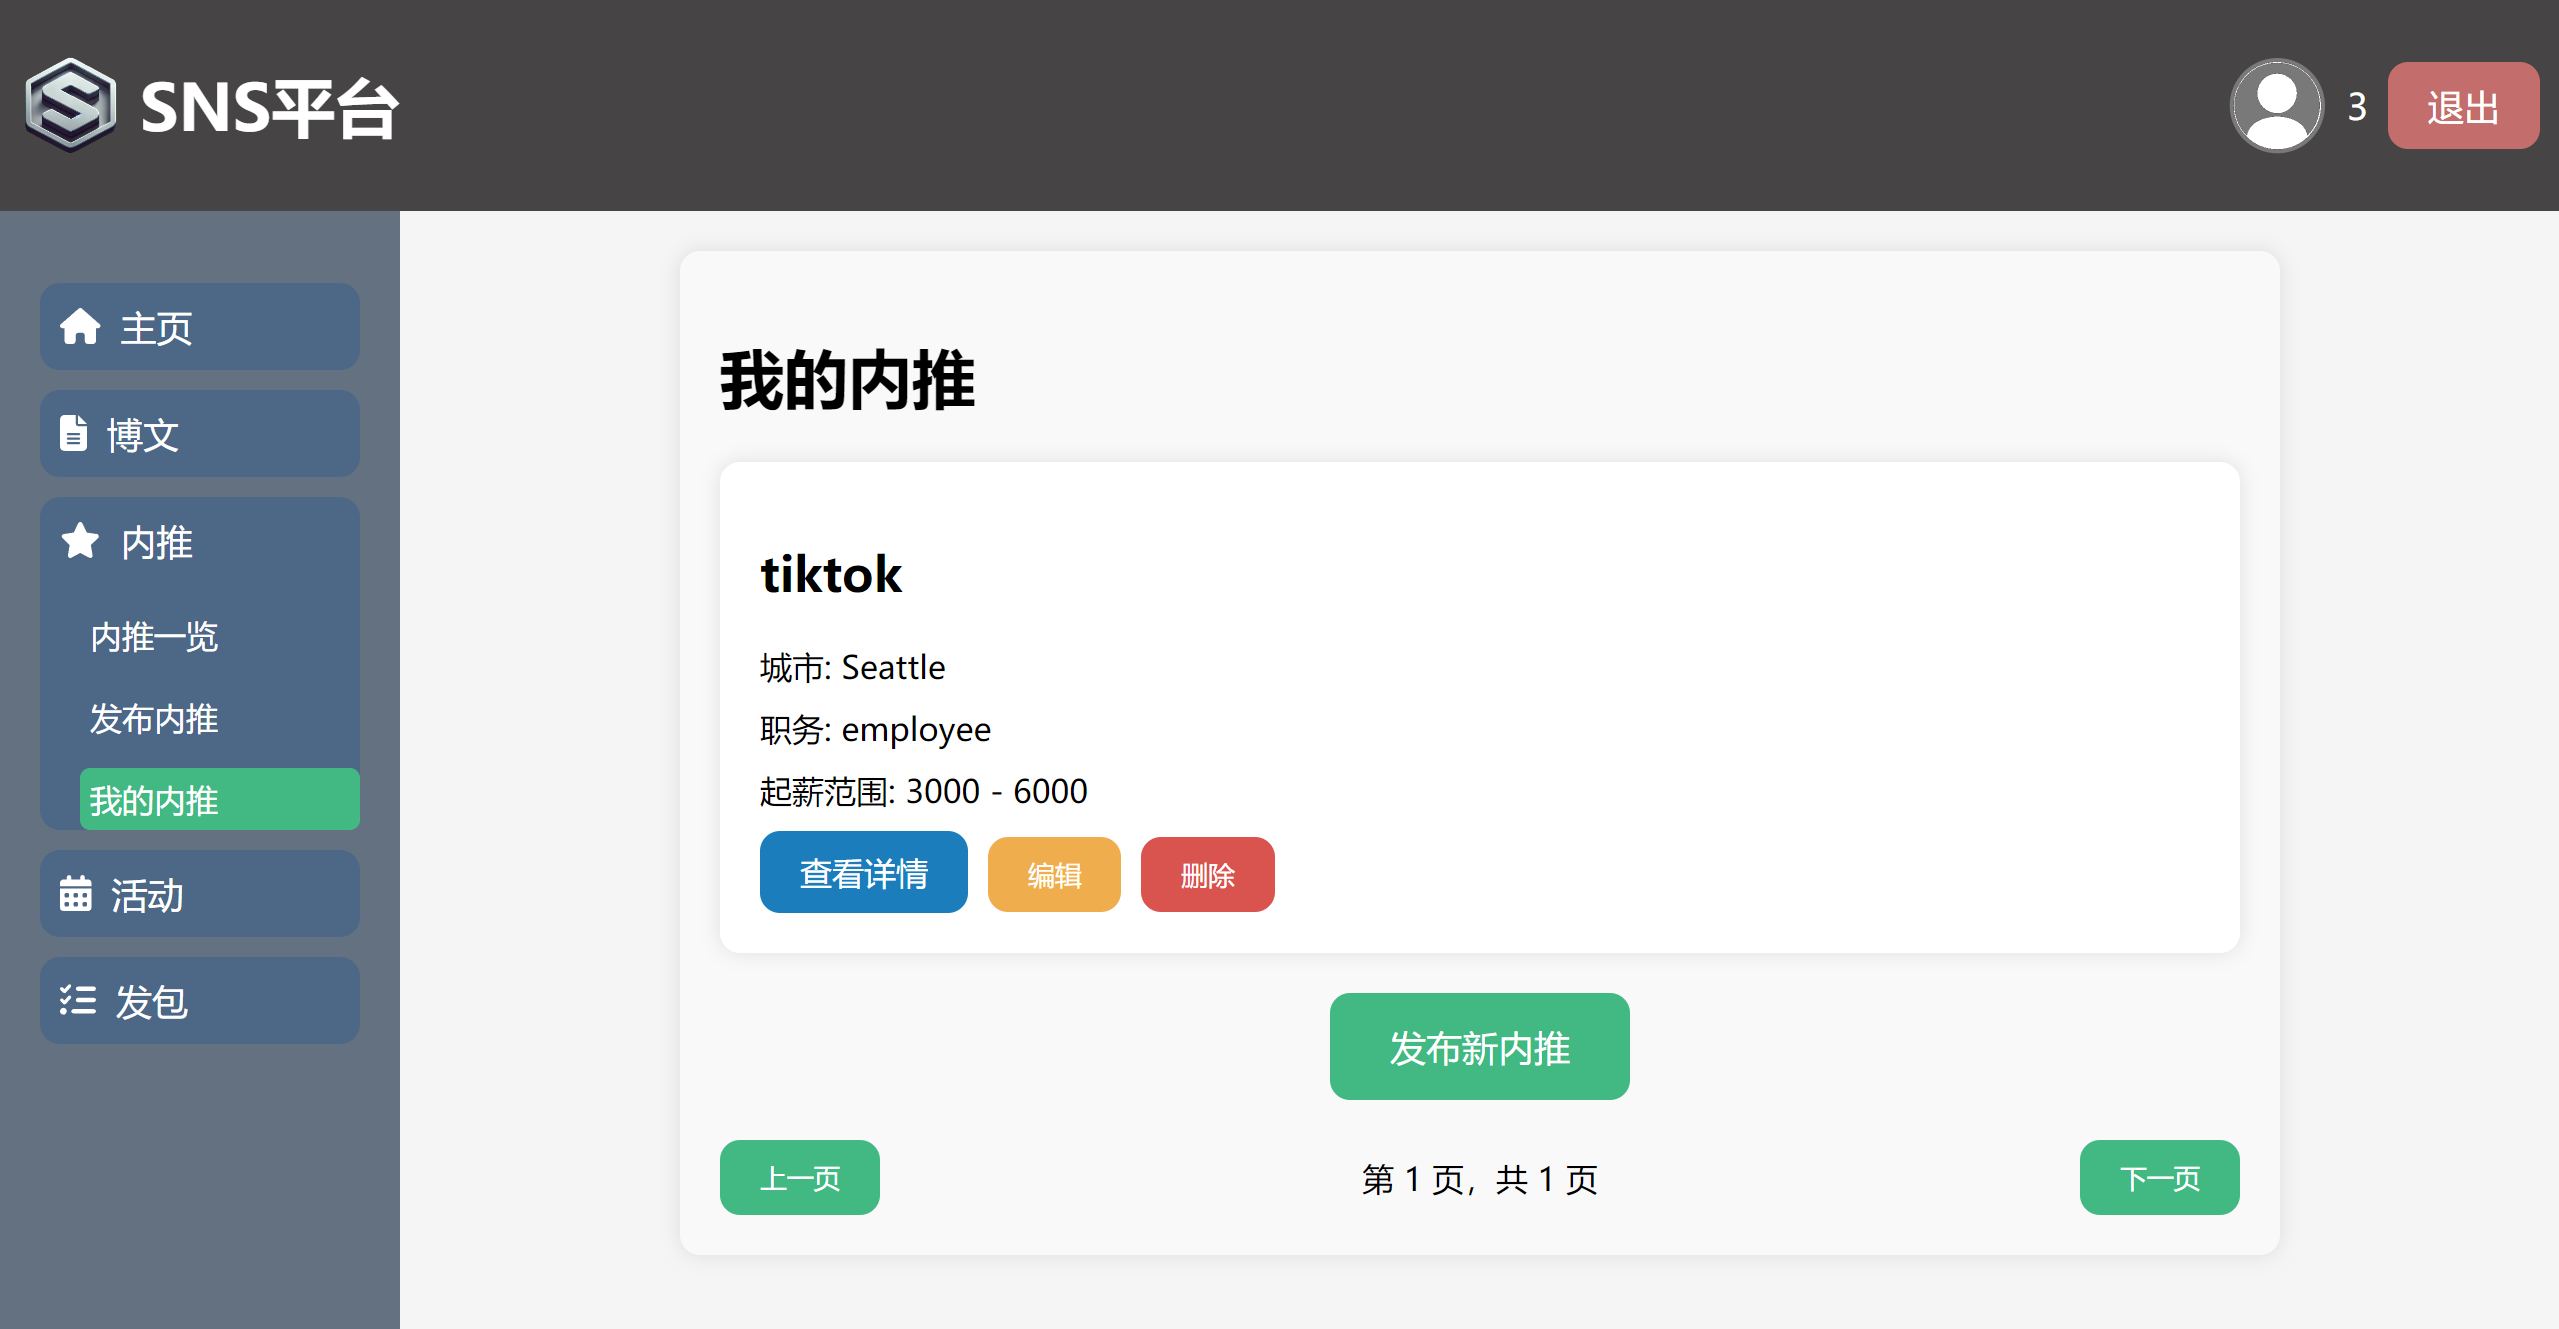 SNS平台
3
退出
主页
博文
内推
内推一览
发布内推
我的内推
活动
发包
我的内推
tiktok
城市: Seattle
职务: employee
起薪范围: 3000 - 6000
查看详情 编辑 删除
发布新内推
上一页 第 1 页，共 1 页 下一页